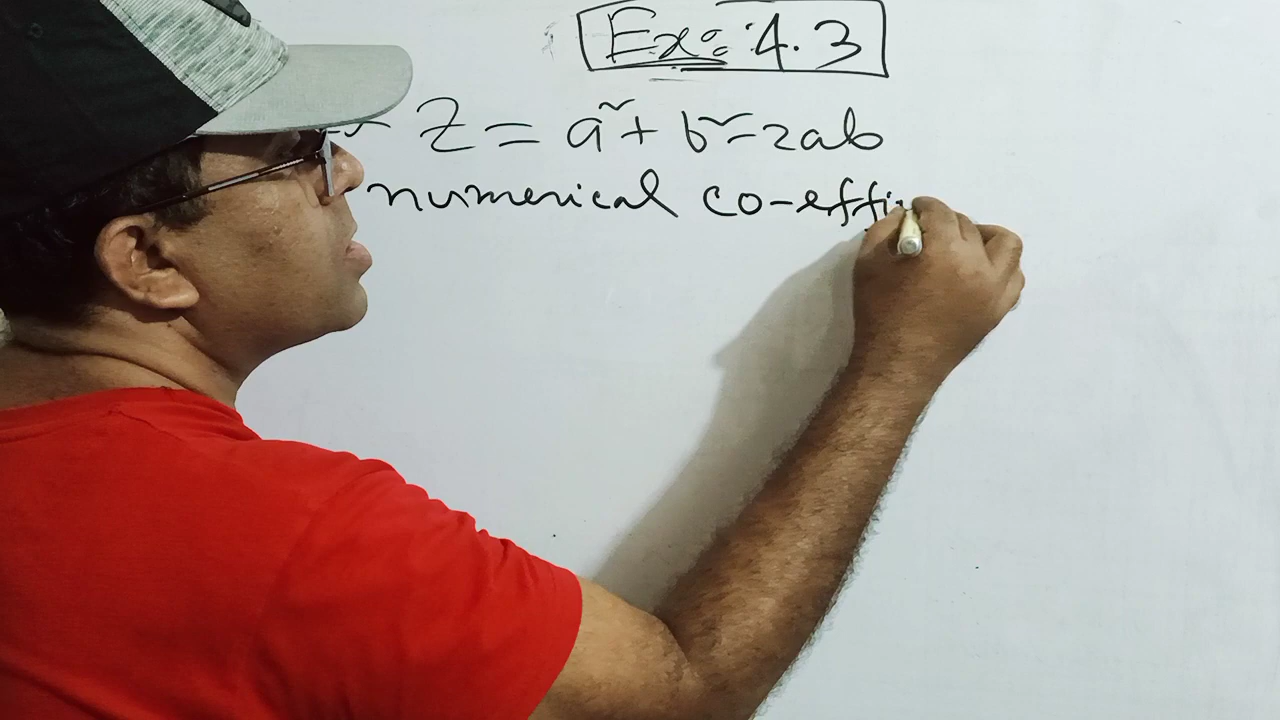 Ex: 4.3
Z = a² + b² = 2ab
numerical co-effi